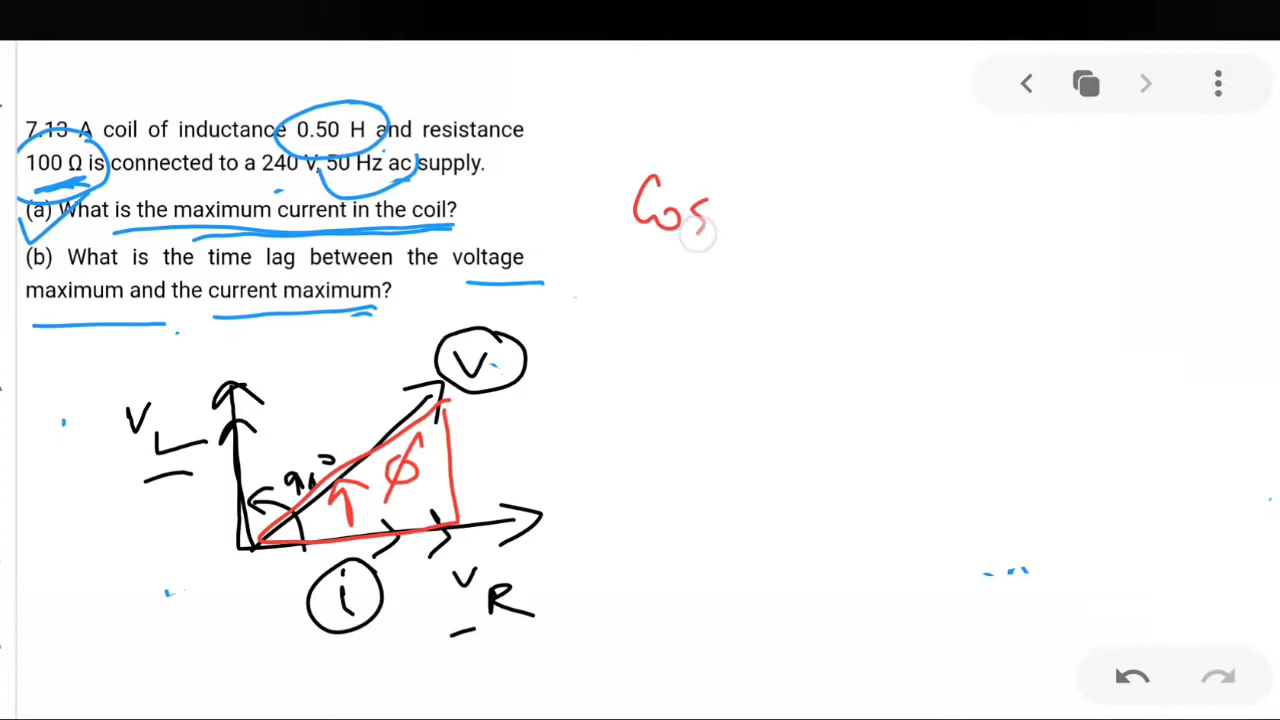 7.13 A coil of inductance 0.50 H and resistance
100 Ω is connected to a 240 V, 50 Hz ac supply.
(a) What is the maximum current in the coil?
(b) What is the time lag between the voltage
maximum and the current maximum?
Cos
V
V L
90°
ϕ
i
V R